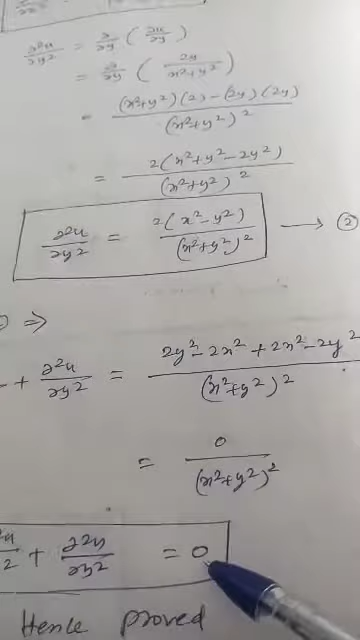 ∂²u/∂y² = ∂/∂y (∂u/∂y)
= ∂/∂y (2y/(x²+y²))
= ((x²+y²)(2) - (2y)(2y))/(x²+y²)²
= 2(x²+y²-2y²)/(x²+y²)²
∂²u/∂y² = 2(x²-y²)/(x²+y²)² → ②
⇒
+ ∂²u/∂y² = (2y²-2x²+2x²-2y²)/(x²+y²)²
= 0/(x²+y²)²
+ ∂²u/∂y² = 0
Hence proved